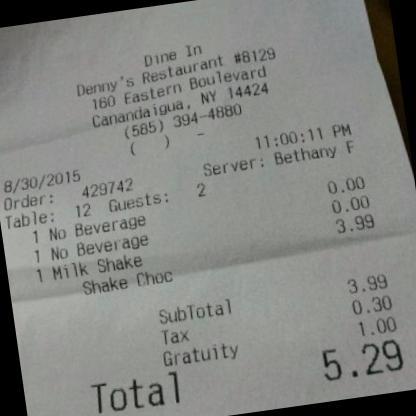 Dine In
Denny's Restaurant #8129
160 Eastern Boulevard
Canandaigua, NY 14424
(585) 394-4880
( ) -
8/30/2015 11:00:11 PM
Order: 429742 Server: Bethany F
Table: 12 Guests: 2
1 No Beverage 0.00
1 No Beverage 0.00
1 Milk Shake 3.99
Shake Choc
SubTotal 3.99
Tax 0.30
Gratuity 1.00
Total 5.29